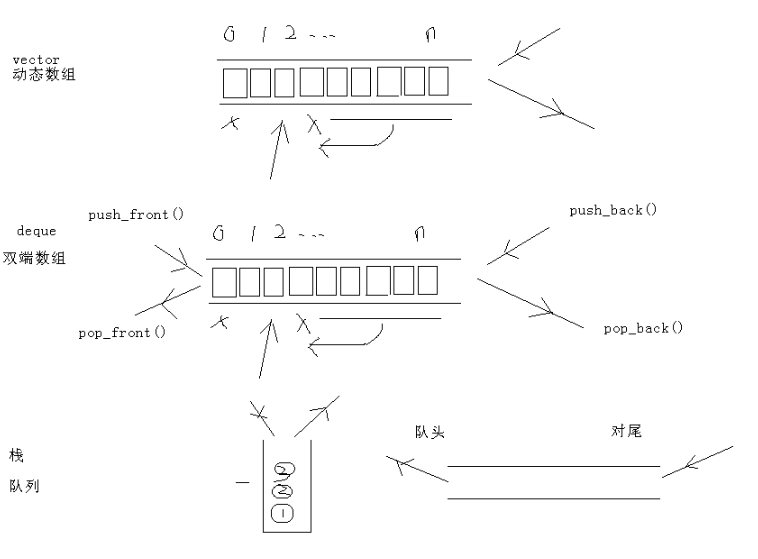 0 1 2 ... n
vector
动态数组
x x
push_front()
push_back()
deque
0 1 2 ... n
双端数组
pop_front()
x x
pop_back()
队头
对尾
栈
队列
3
2
1